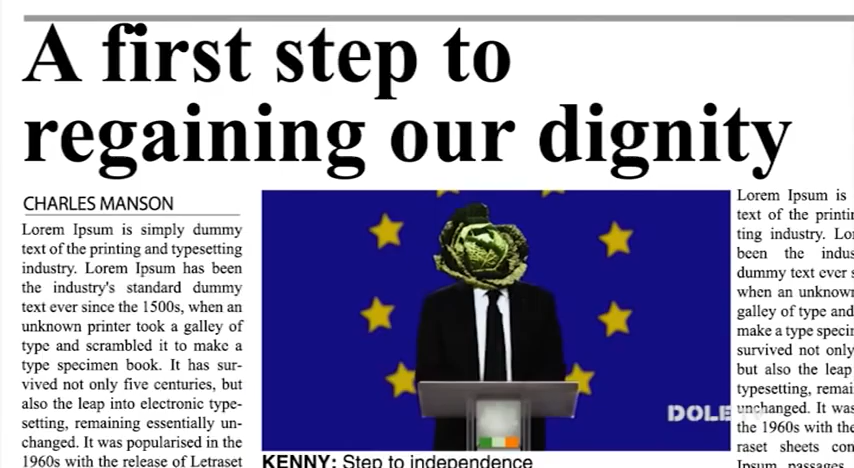 A first step to
regaining our dignity
CHARLES MANSON
Lorem Ipsum is simply dummy
text of the printing and typesetting
industry. Lorem Ipsum has been
the industry's standard dummy
text ever since the 1500s, when an
unknown printer took a galley of
type and scrambled it to make a
type specimen book. It has sur-
vived not only five centuries, but
also the leap into electronic type-
setting, remaining essentially un-
changed. It was popularised in the
1960s with the release of Letraset
KENNY: Step to independence
Lorem Ipsum is
text of the
ting industry.
been the
dummy text ever
when an unknown
galley of type and
make a type
survived not only
but also the leap
typesetting,
unchanged. It was
the 1960s with the
raset sheets
Ipsum passages
DOLE TV